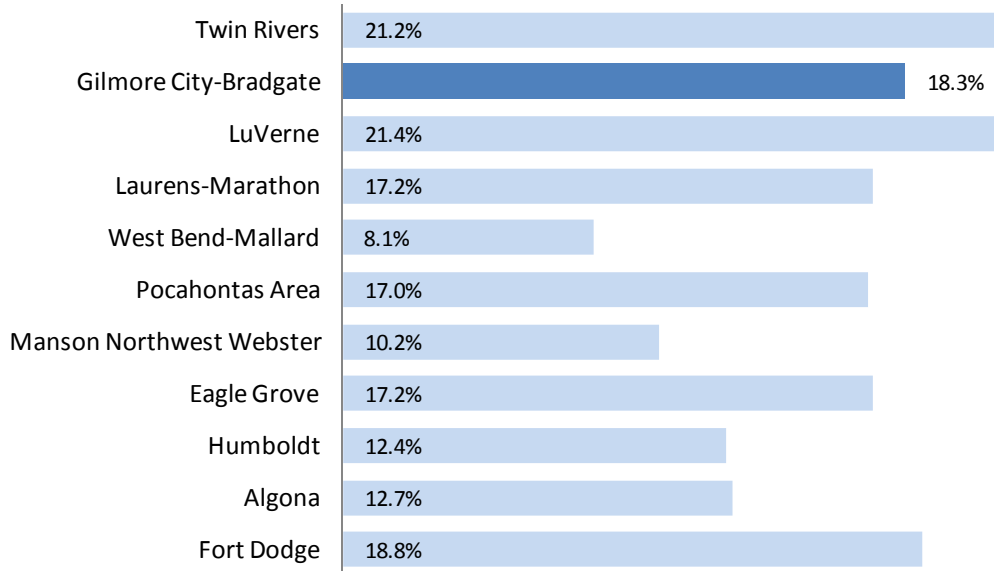 Twin Rivers 21.2%
Gilmore City-Bradgate 18.3%
LuVerne 21.4%
Laurens-Marathon 17.2%
West Bend-Mallard 8.1%
Pocahontas Area 17.0%
Manson Northwest Webster 10.2%
Eagle Grove 17.2%
Humboldt 12.4%
Algona 12.7%
Fort Dodge 18.8%